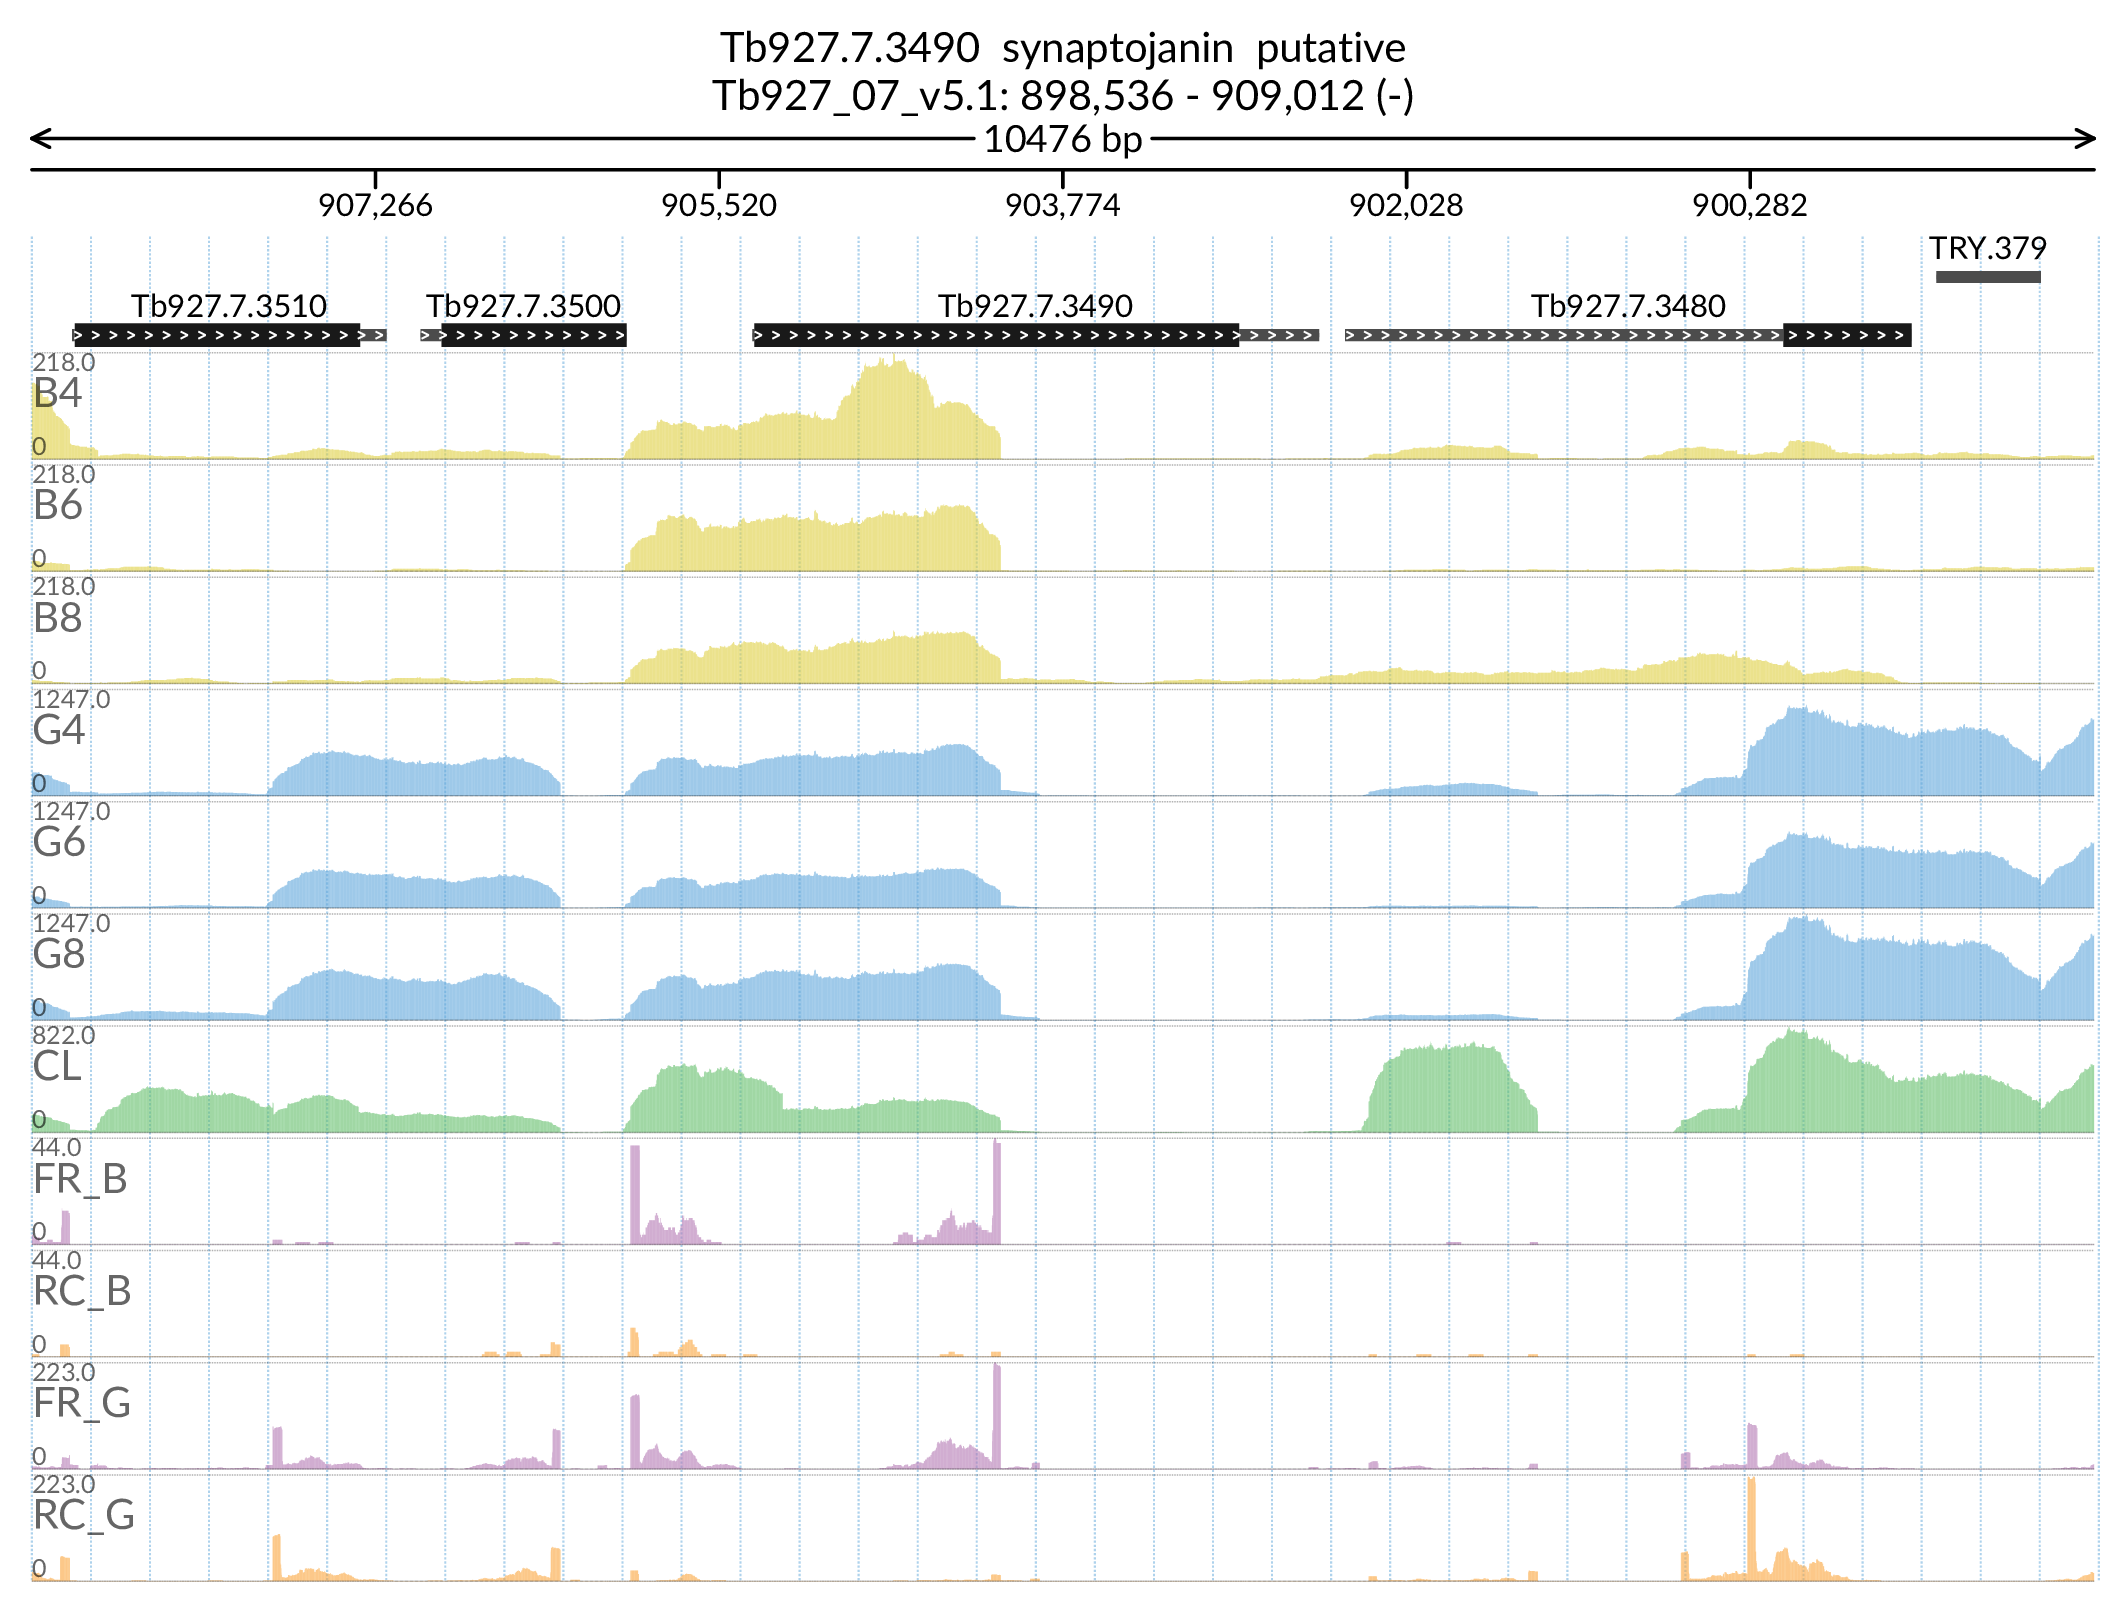 Tb927.7.3490 synaptojanin putative
Tb927_07_v5.1: 898,536 - 909,012 (-)
10476 bp
907,266 905,520 903,774 902,028 900,282
TRY.379
Tb927.7.3510 Tb927.7.3500 Tb927.7.3490 Tb927.7.3480
218.0
B4
0
218.0
B6
0
218.0
B8
0
1247.0
G4
0
1247.0
G6
0
1247.0
G8
0
822.0
CL
0
44.0
FR_B
0
44.0
RC_B
0
223.0
FR_G
0
223.0
RC_G
0